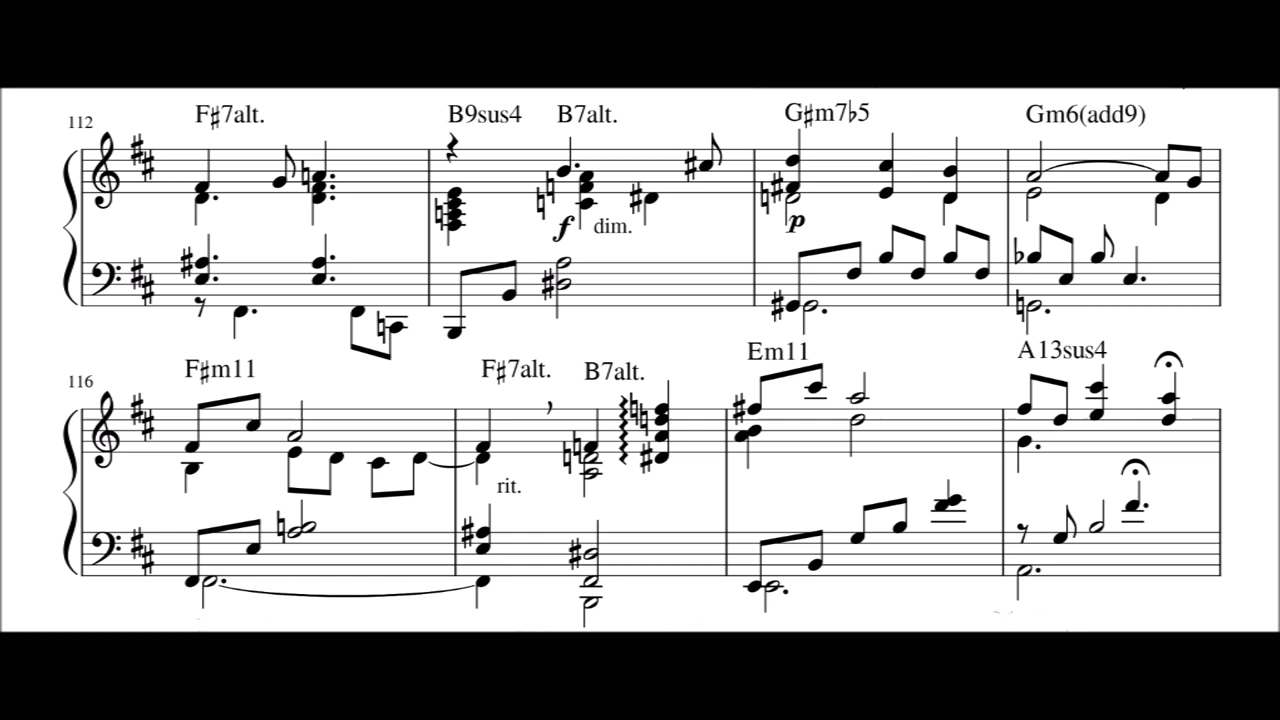 112 F♯7alt. B9sus4 B7alt. G♯m7♭5 Gm6(add9)
f dim. p
116 F♯m11 F♯7alt. B7alt. Em11 A13sus4
rit.